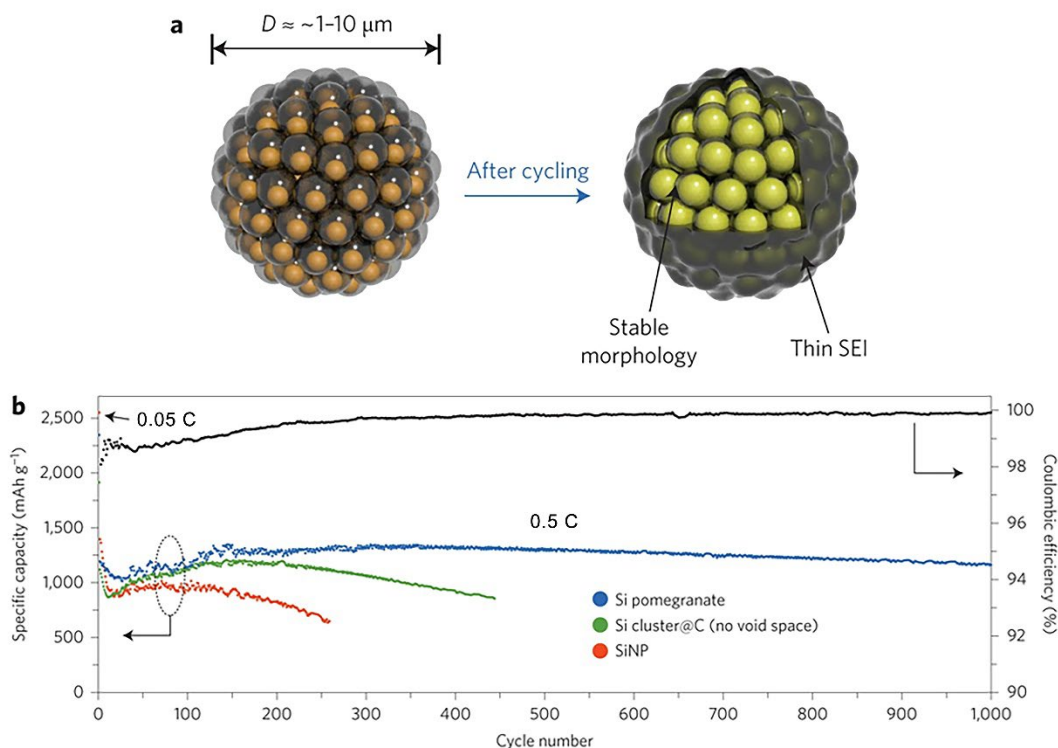 a
D ≈ ~1–10 μm
After cycling
Stable
morphology
Thin SEI
b
Specific capacity (mAh g⁻¹)
2,500
2,000
1,500
1,000
500
0
0.05 C
0.5 C
Si pomegranate
Si cluster@C (no void space)
SiNP
100
98
96
94
92
90
Coulombic efficiency (%)
0 100 200 300 400 500 600 700 800 900 1,000
Cycle number